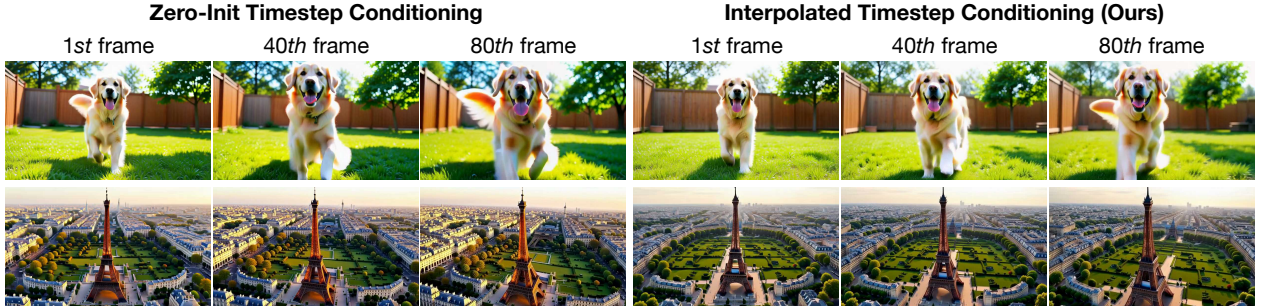 Zero-Init Timestep Conditioning
Interpolated Timestep Conditioning (Ours)
1st frame 40th frame 80th frame 1st frame 40th frame 80th frame